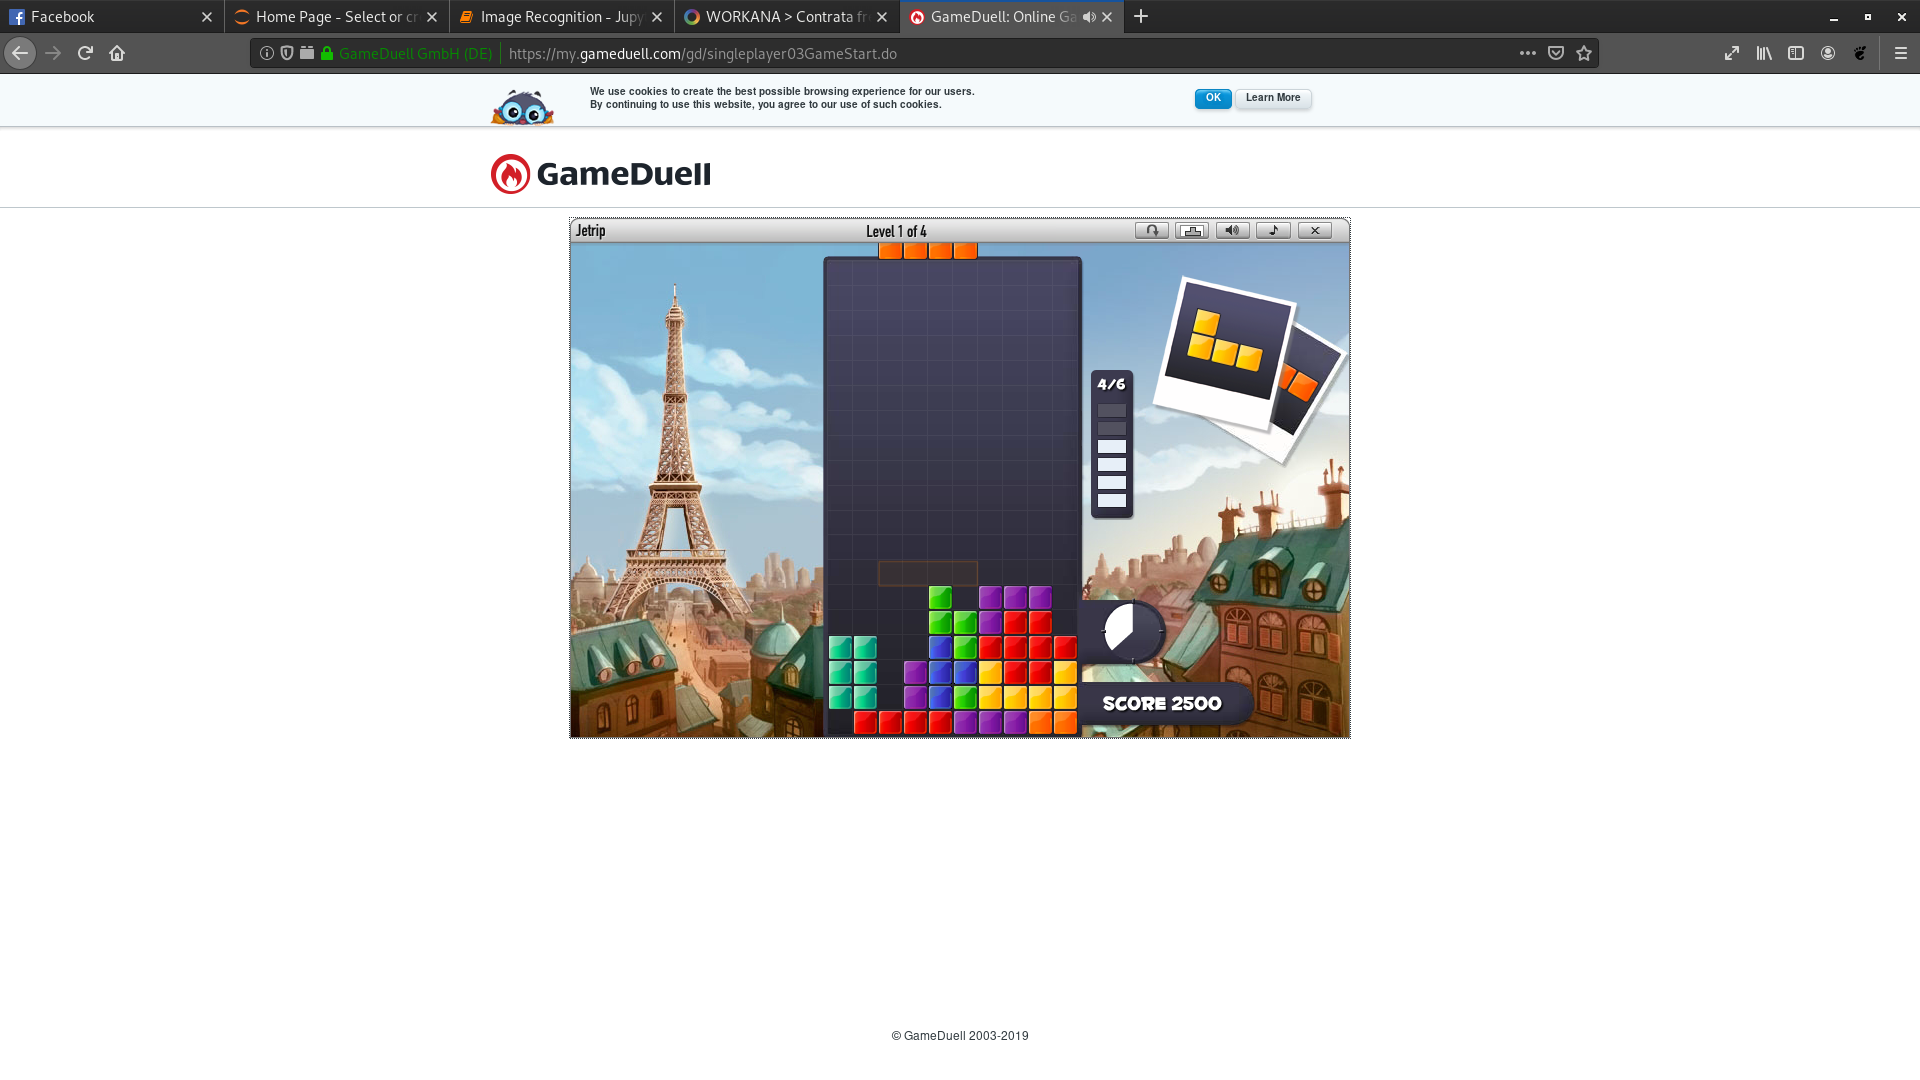 Facebook
Home Page - Select or cr
Image Recognition - Jupy
WORKANA > Contrata fr
GameDuell: Online Ga
GameDuell GmbH (DE)
https://my.gameduell.com/gd/singleplayer03GameStart.do
We use cookies to create the best possible browsing experience for our users.
By continuing to use this website, you agree to our use of such cookies.
OK
Learn More
GameDuell
Jetrip
Level 1 of 4
4/6
SCORE 2500
© GameDuell 2003-2019